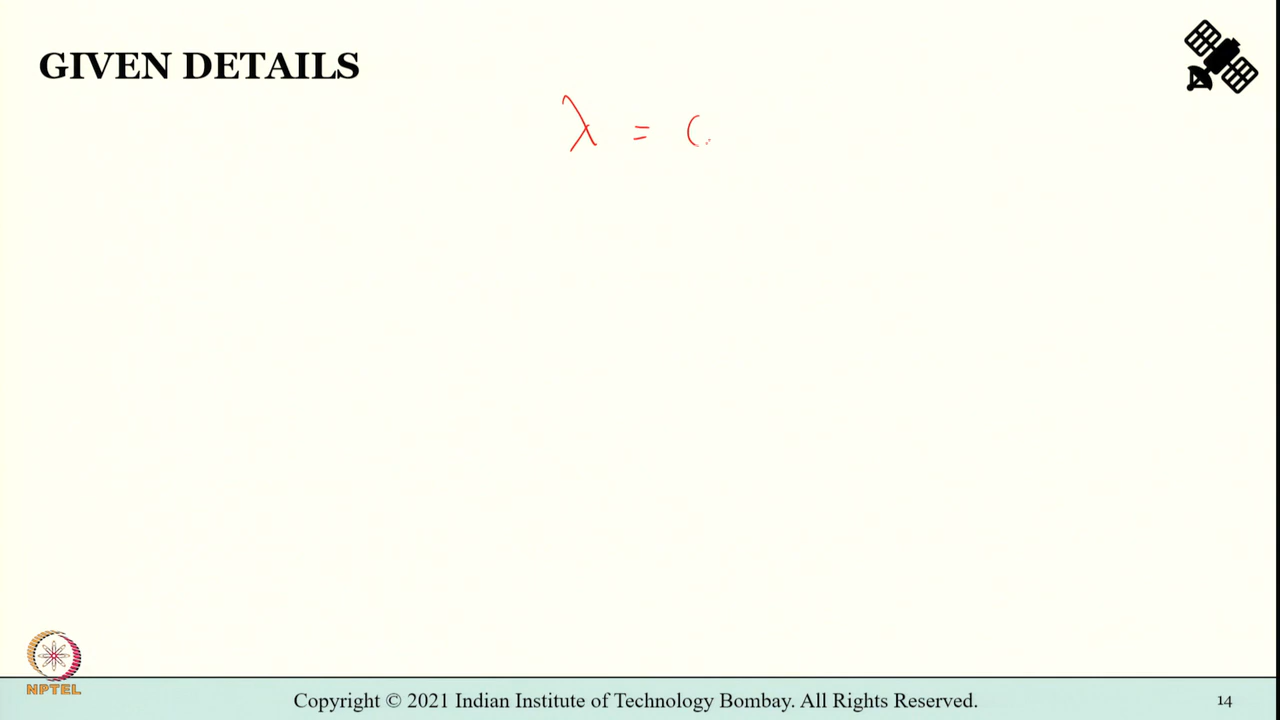 GIVEN DETAILS
λ = C
NPTEL
Copyright © 2021 Indian Institute of Technology Bombay. All Rights Reserved.
14